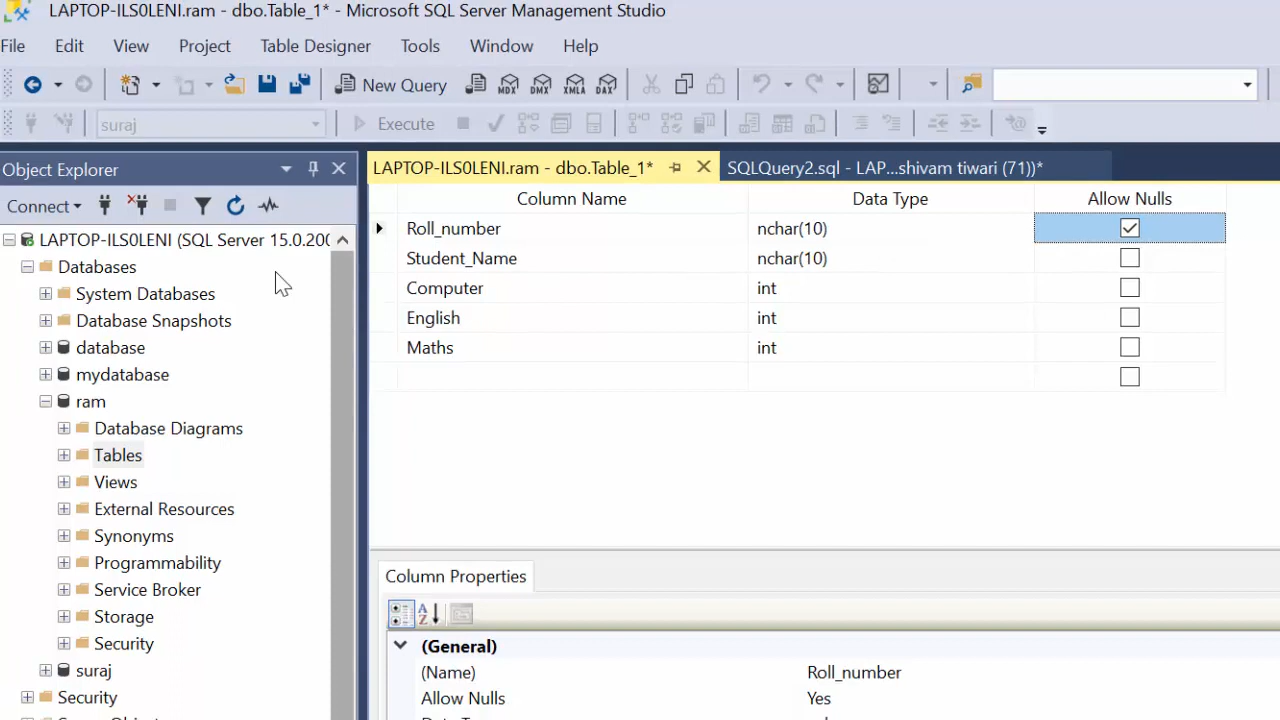 LAPTOP-ILS0LENI.ram - dbo.Table_1* - Microsoft SQL Server Management Studio
File Edit View Project Table Designer Tools Window Help
New Query MDX DMX XMLA DAX
suraj Execute
Object Explorer
LAPTOP-ILS0LENI.ram - dbo.Table_1* SQLQuery2.sql - LAP...shivam tiwari (71))*
Connect
Column Name Data Type Allow Nulls
LAPTOP-ILS0LENI (SQL Server 15.0.200
Databases
System Databases
Database Snapshots
database
mydatabase
ram
Database Diagrams
Tables
Views
External Resources
Synonyms
Programmability
Service Broker
Storage
Security
suraj
Security
Roll_number nchar(10)
Student_Name nchar(10)
Computer int
English int
Maths int
Column Properties
(General)
(Name) Roll_number
Allow Nulls Yes